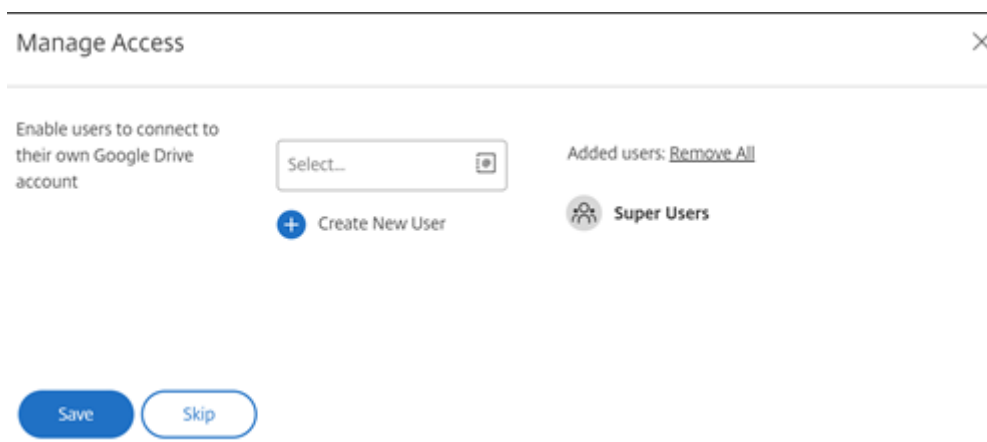 Manage Access
Enable users to connect to
their own Google Drive
account
Select...
Create New User
Added users: Remove All
Super Users
Save
Skip